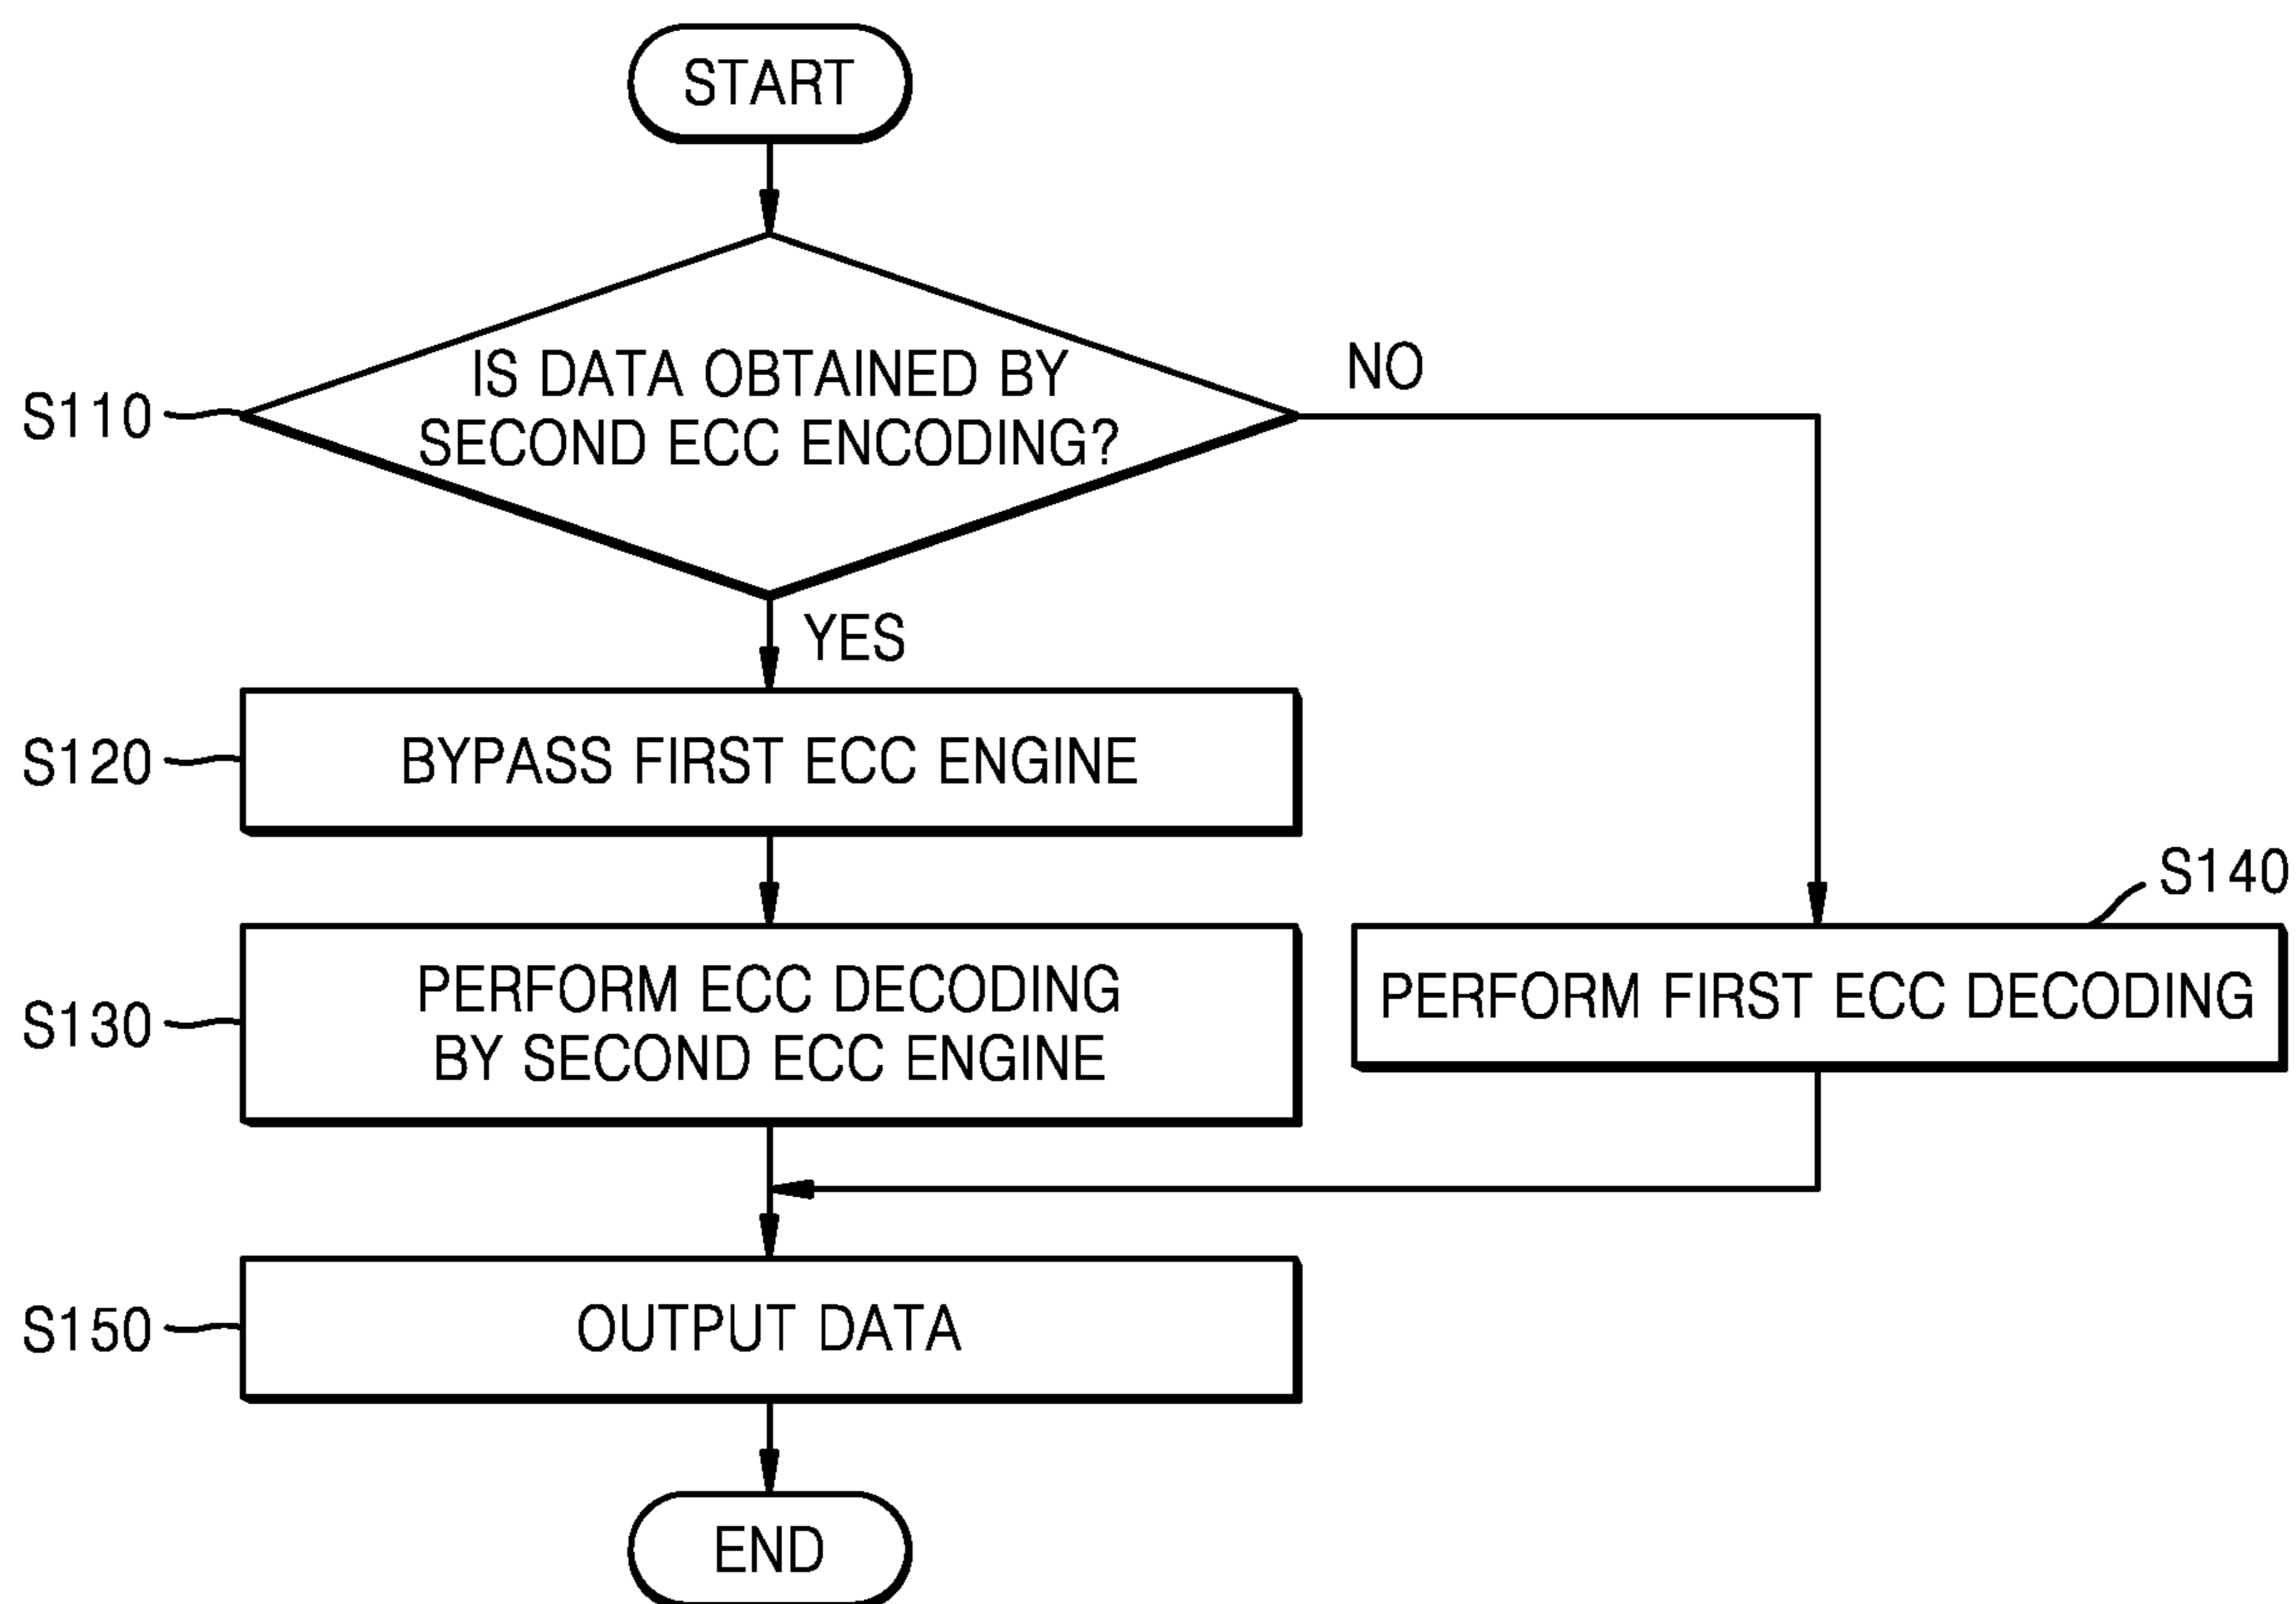 START
IS DATA OBTAINED BY
SECOND ECC ENCODING?
NO
S110
YES
S120
BYPASS FIRST ECC ENGINE
S140
S130
PERFORM ECC DECODING
BY SECOND ECC ENGINE
PERFORM FIRST ECC DECODING
S150
OUTPUT DATA
END